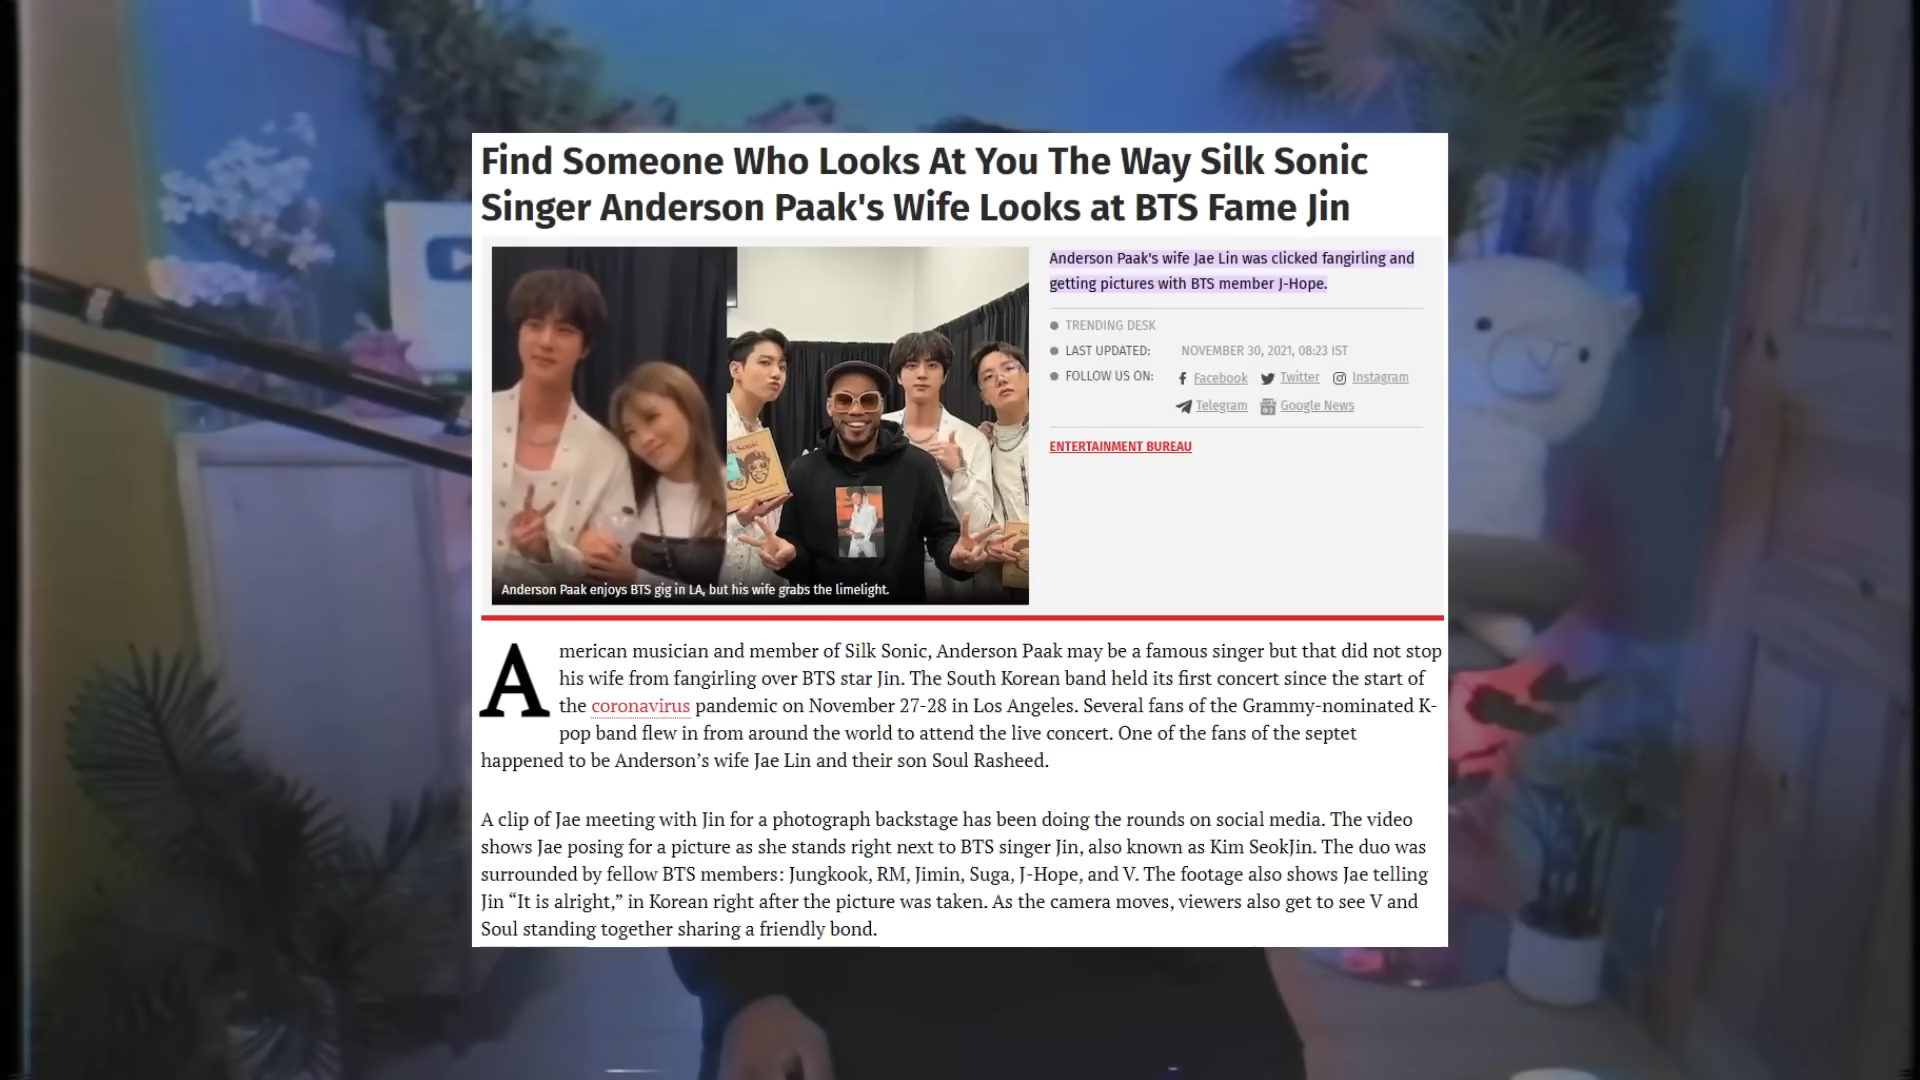 Find Someone Who Looks At You The Way Silk Sonic
Singer Anderson Paak's Wife Looks at BTS Fame Jin
Anderson Paak's wife Jae Lin was clicked fangirling and
getting pictures with BTS member J-Hope.
TRENDING DESK
LAST UPDATED: NOVEMBER 30, 2021, 08:23 IST
FOLLOW US ON: Facebook Twitter Instagram
Telegram Google News
ENTERTAINMENT BUREAU
Anderson Paak enjoys BTS gig in LA, but his wife grabs the limelight.
American musician and member of Silk Sonic, Anderson Paak may be a famous singer but that did not stop
his wife from fangirling over BTS star Jin. The South Korean band held its first concert since the start of
the coronavirus pandemic on November 27-28 in Los Angeles. Several fans of the Grammy-nominated K-
pop band flew in from around the world to attend the live concert. One of the fans of the septet
happened to be Anderson’s wife Jae Lin and their son Soul Rasheed.
A clip of Jae meeting with Jin for a photograph backstage has been doing the rounds on social media. The video
shows Jae posing for a picture as she stands right next to BTS singer Jin, also known as Kim SeokJin. The duo was
surrounded by fellow BTS members: Jungkook, RM, Jimin, Suga, J-Hope, and V. The footage also shows Jae telling
Jin “It is alright,” in Korean right after the picture was taken. As the camera moves, viewers also get to see V and
Soul standing together sharing a friendly bond.